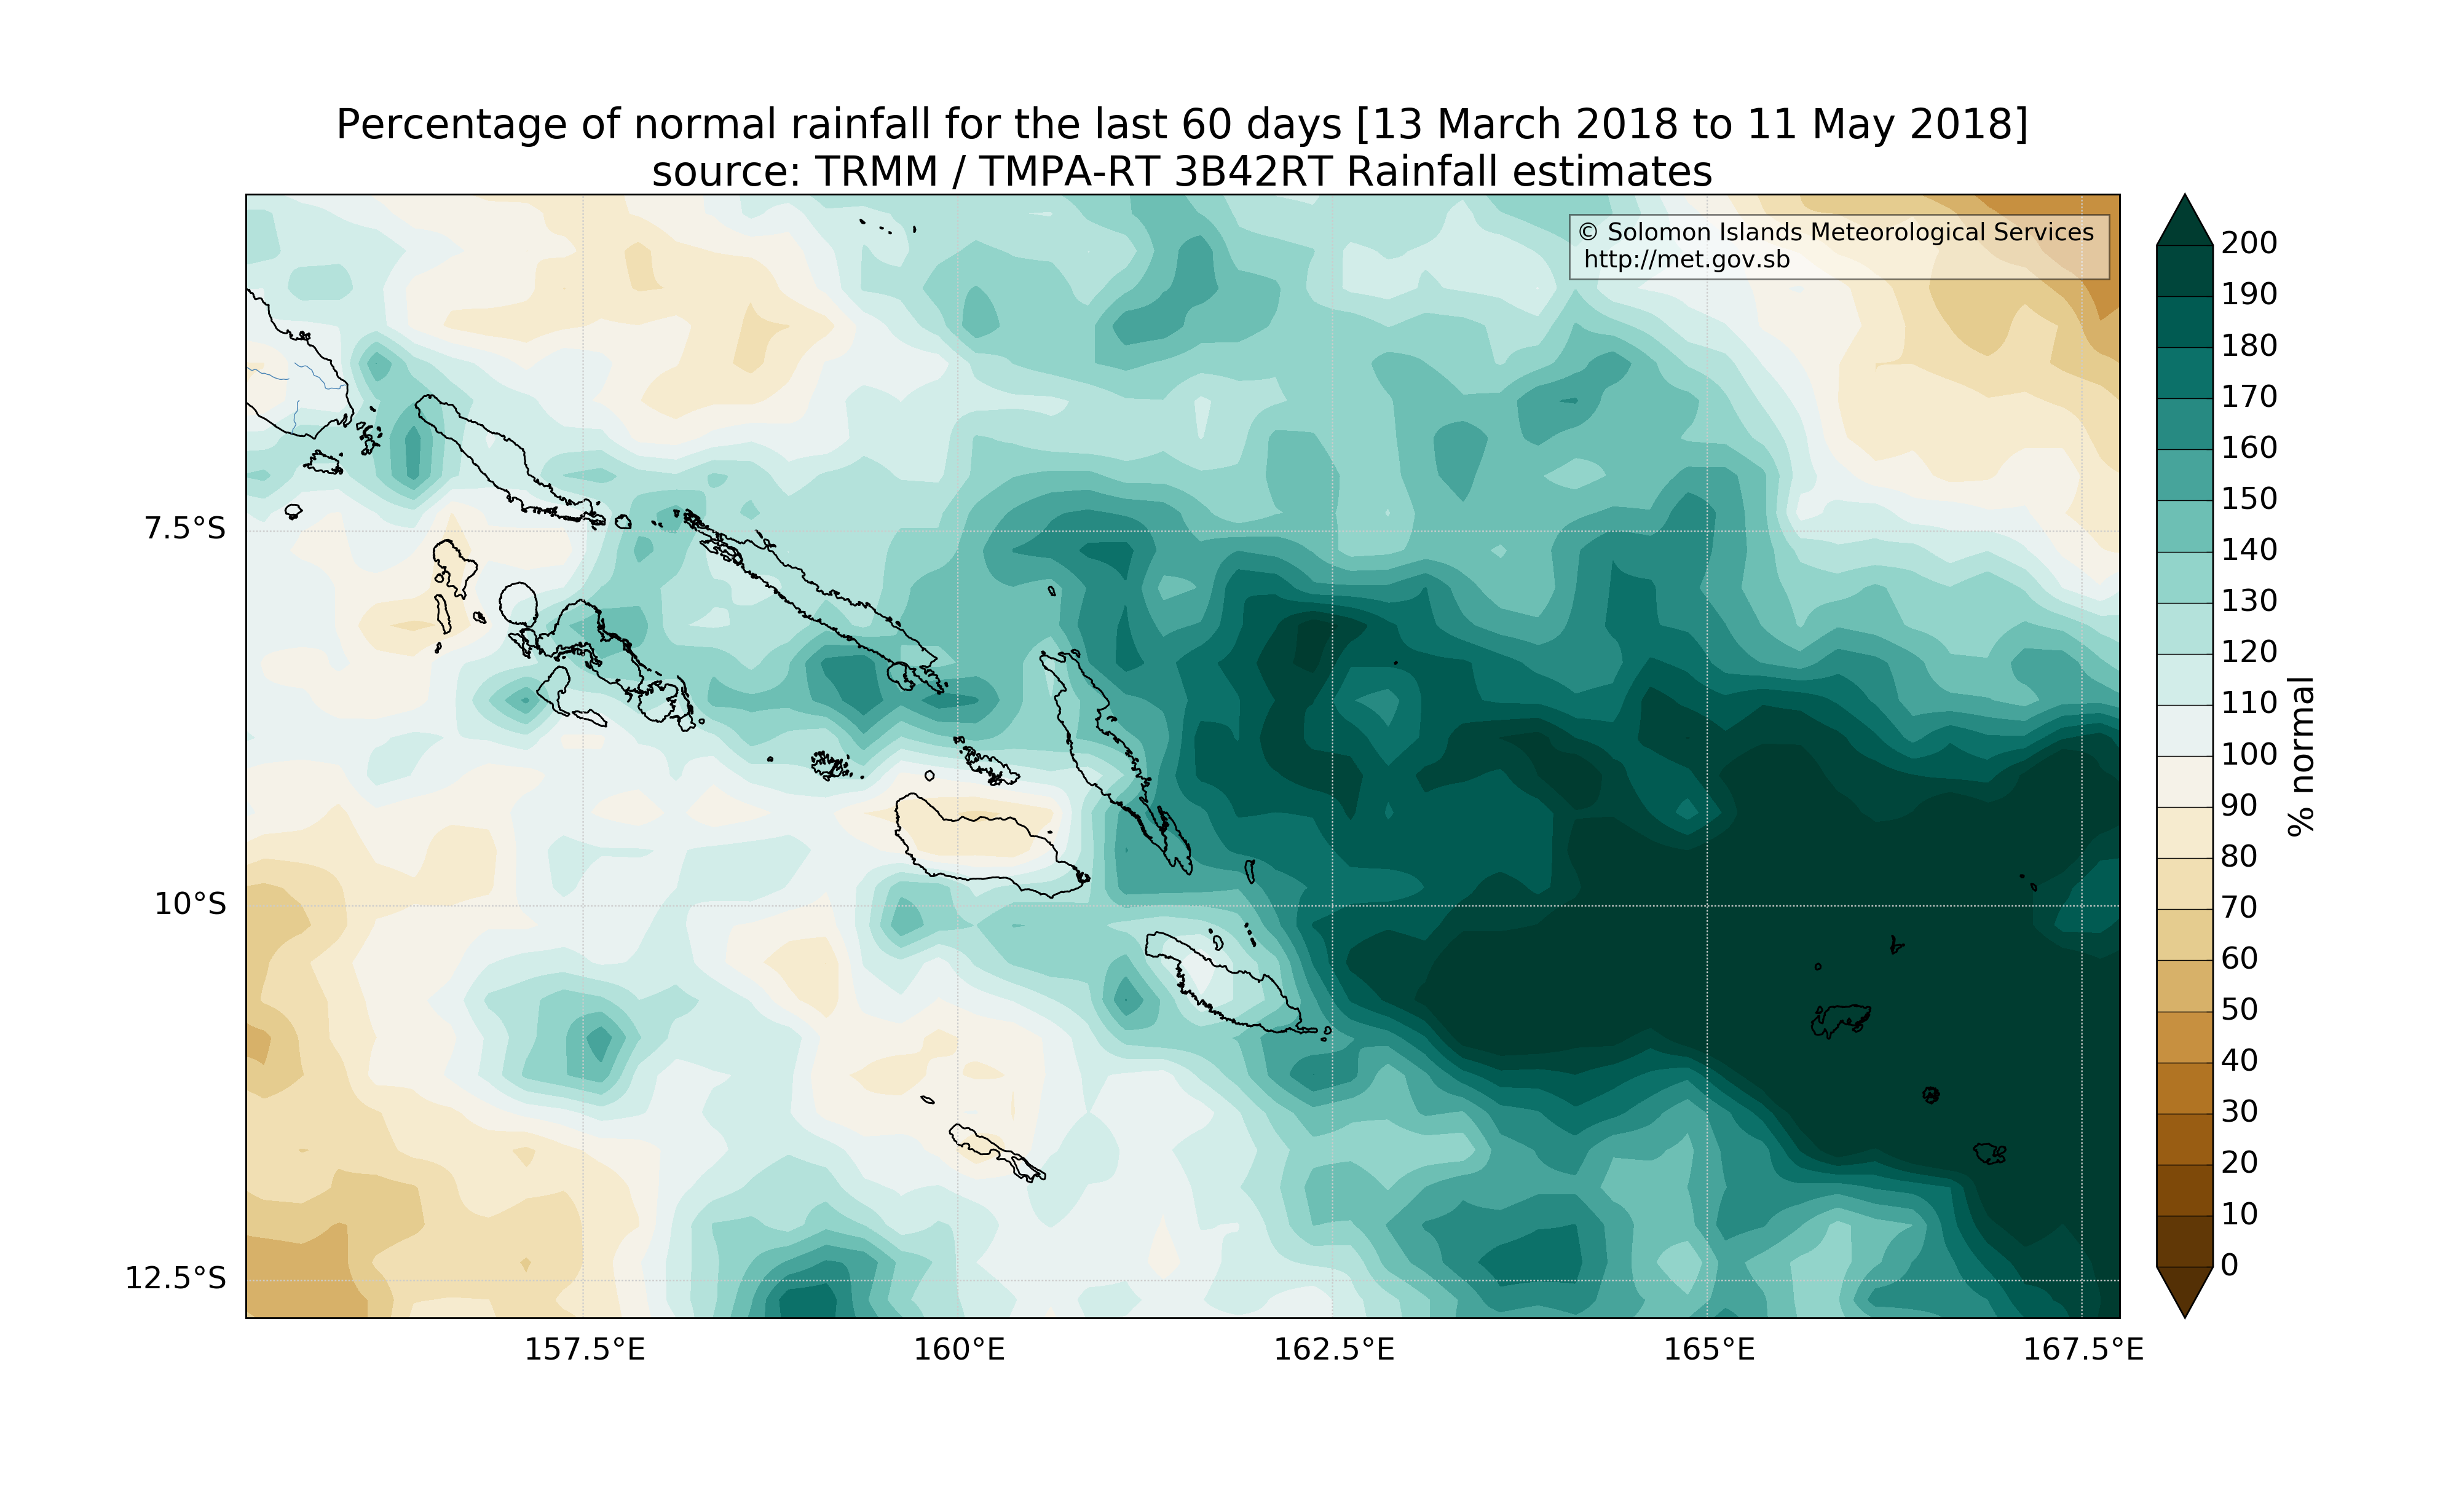 Percentage of normal rainfall for the last 60 days [13 March 2018 to 11 May 2018]
source: TRMM / TMPA-RT 3B42RT Rainfall estimates
© Solomon Islands Meteorological Services
http://met.gov.sb
7.5°S
10°S
12.5°S
157.5°E
160°E
162.5°E
165°E
167.5°E
200
190
180
170
160
150
140
130
120
110
100
90
80
70
60
50
40
30
20
10
0
% normal